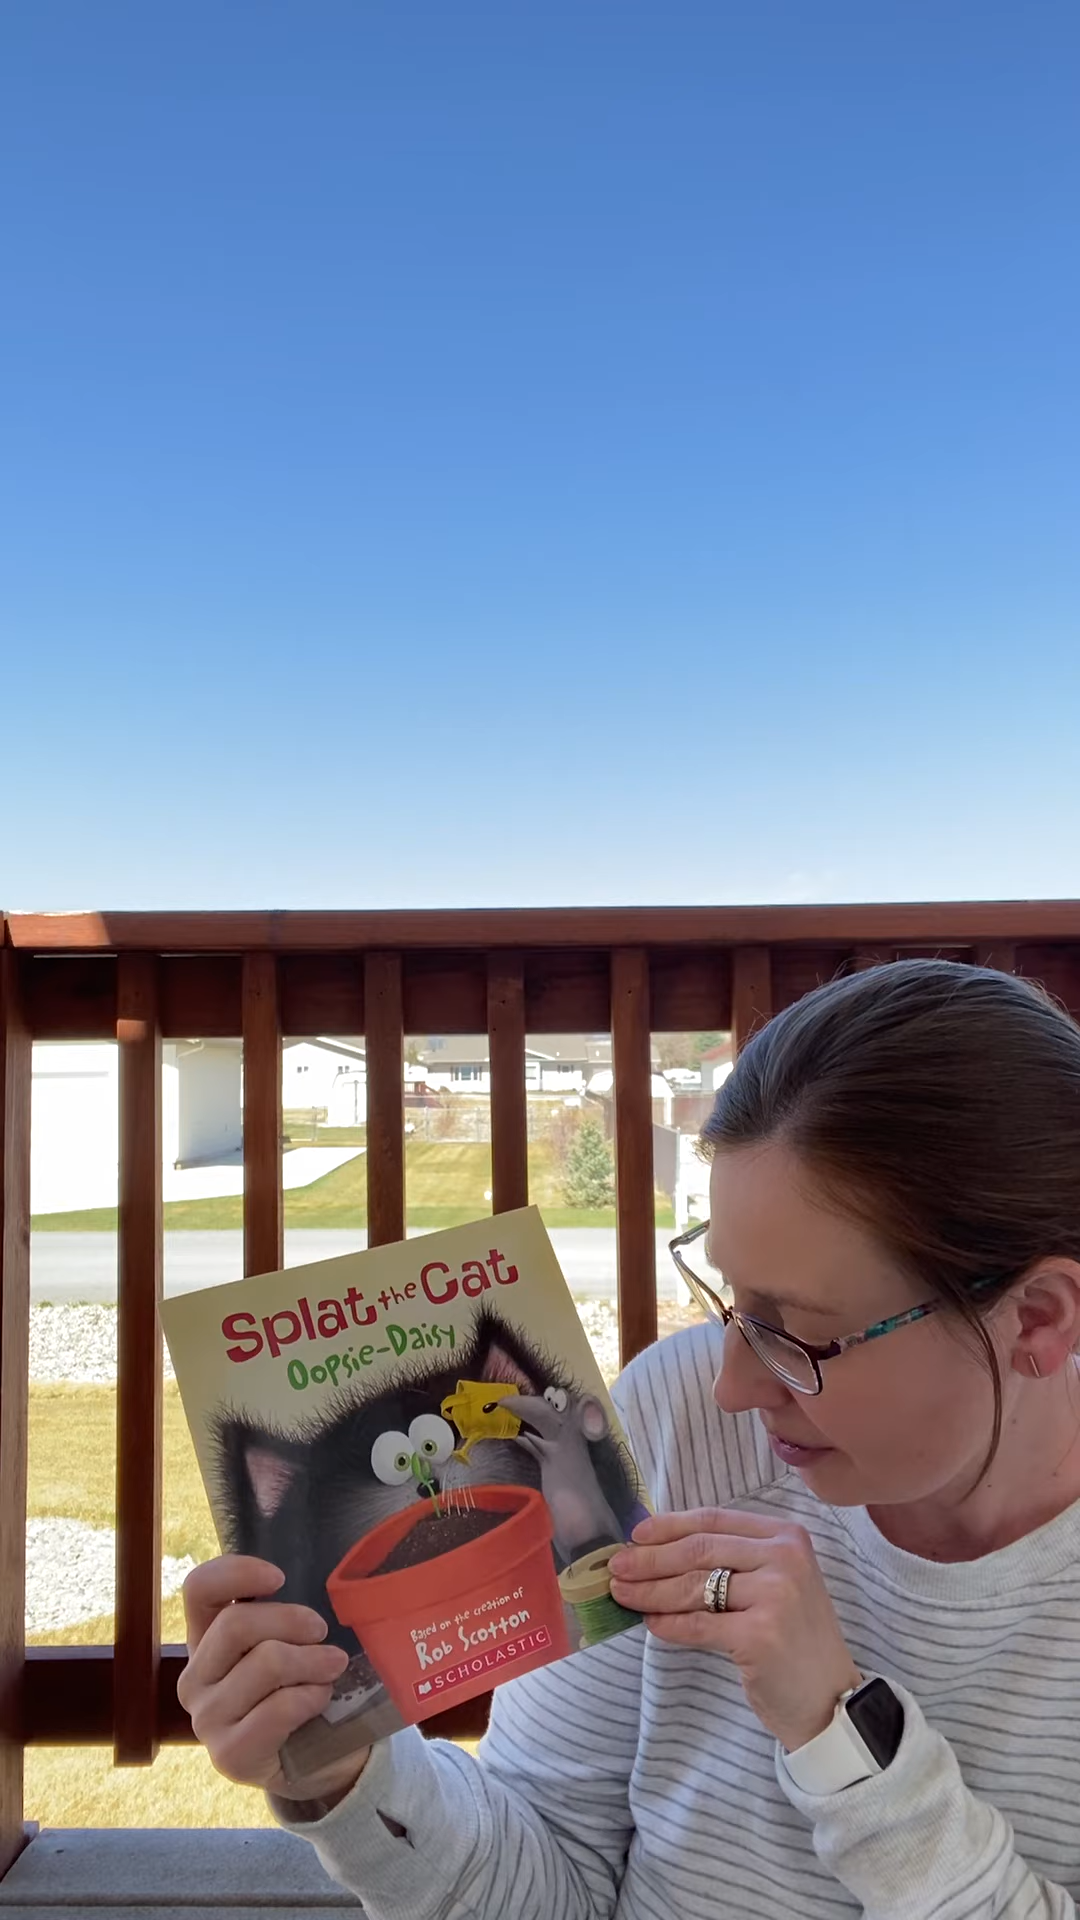 Splat the Cat
Oopsie-Daisy
Based on the creation of
Rob Scotton
SCHOLASTIC